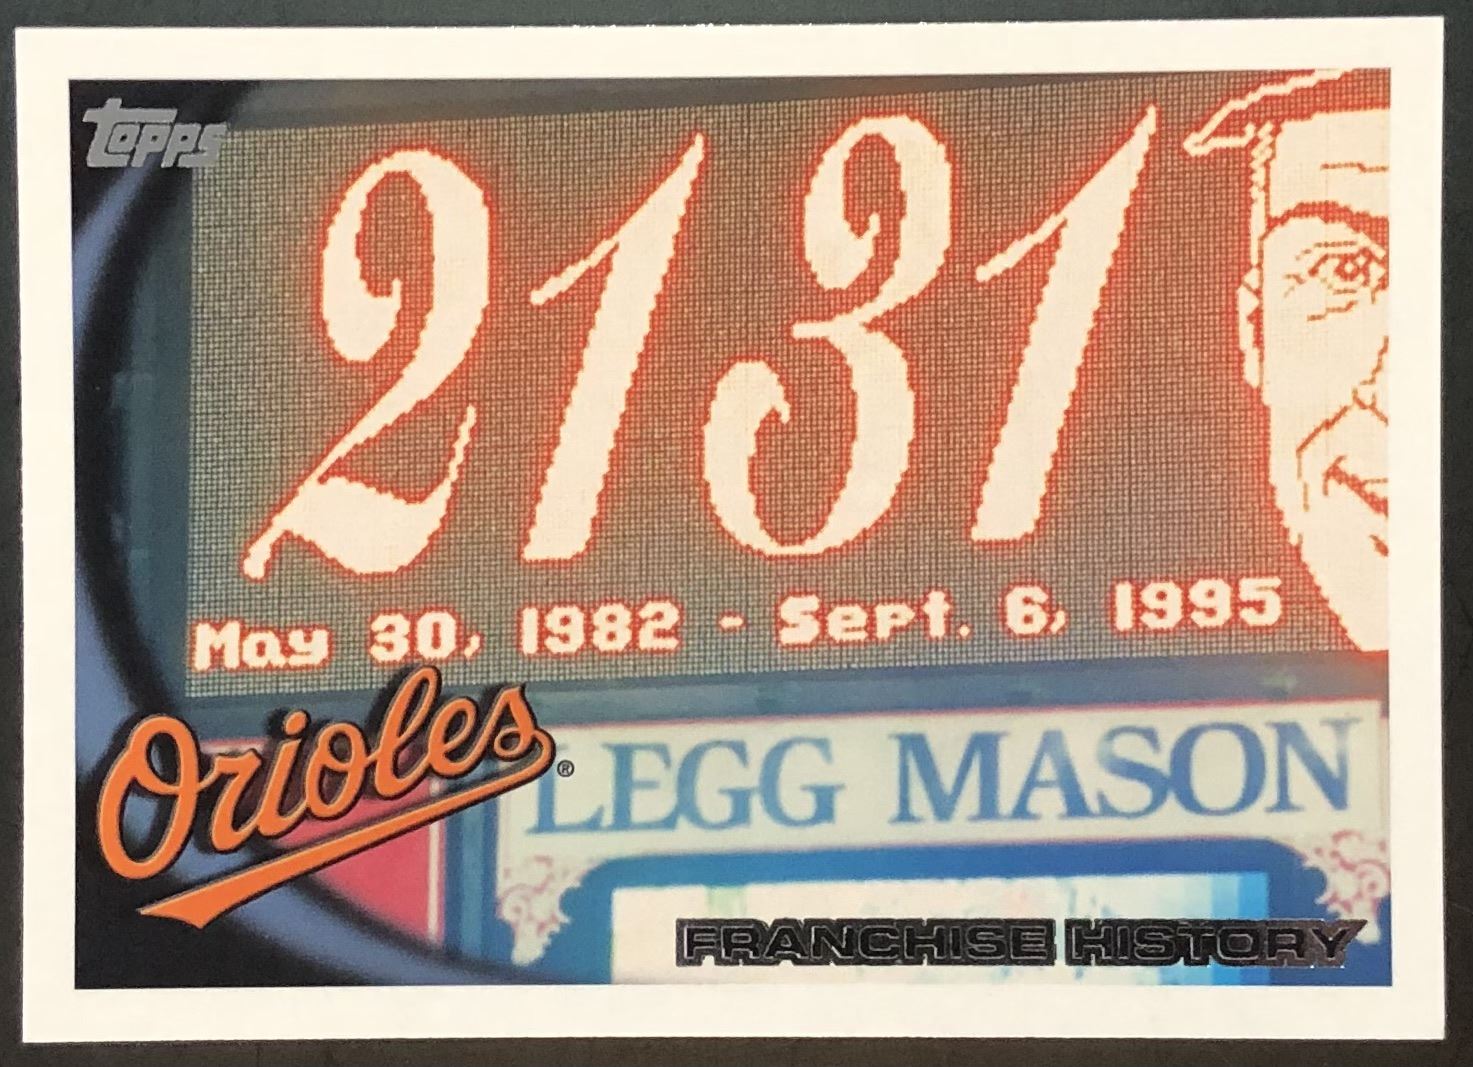 topps
2131
May 30, 1982 - Sept. 6, 1995
Orioles®
LEGG MASON
FRANCHISE HISTORY